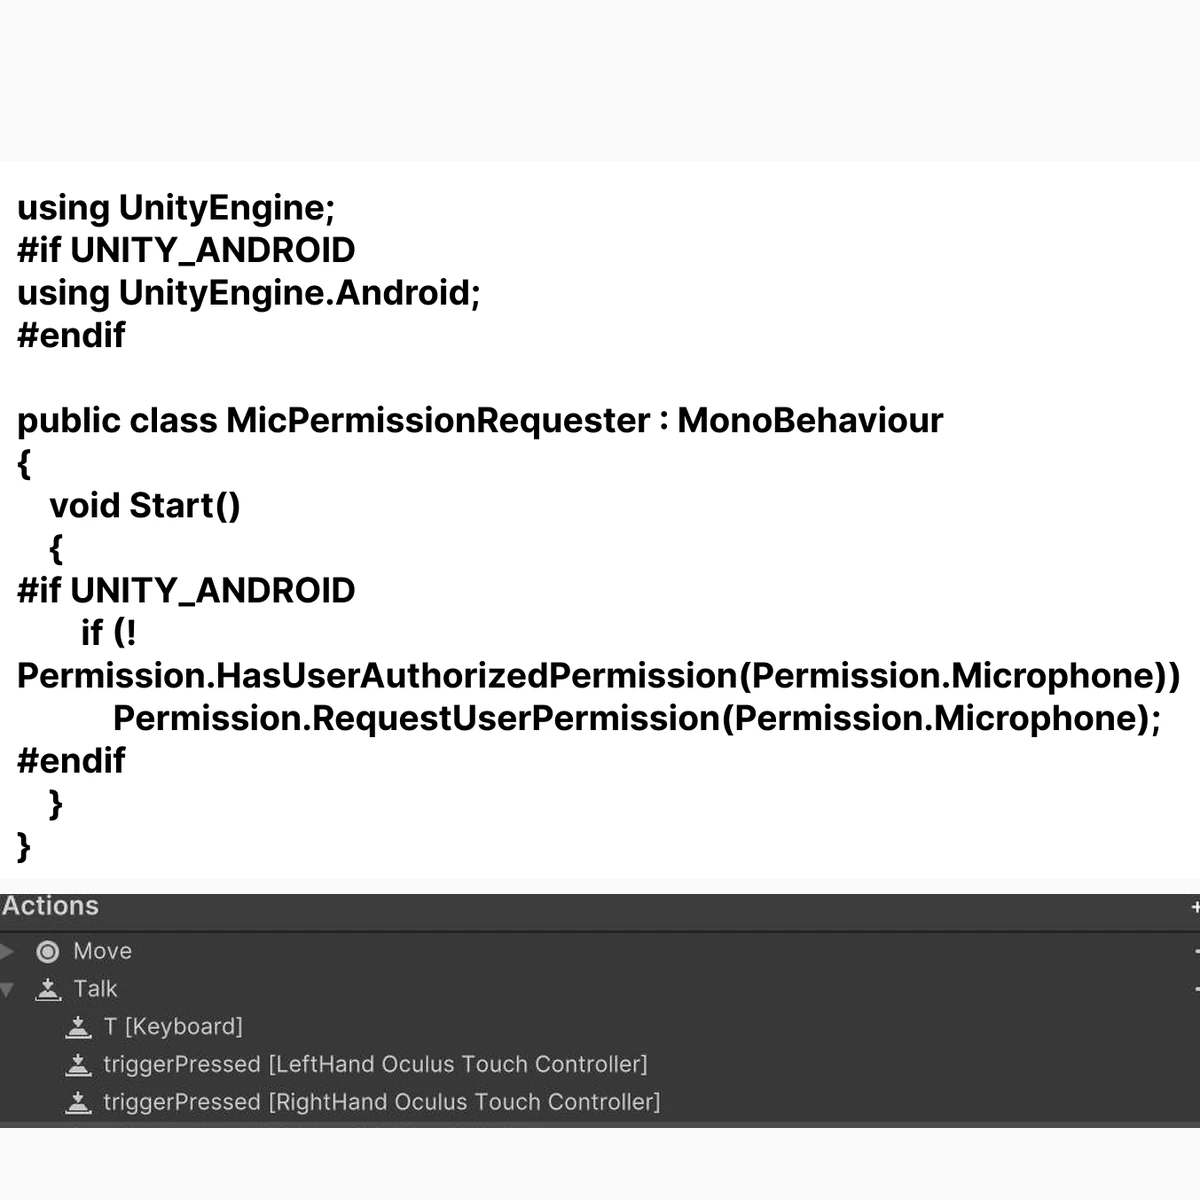 using UnityEngine;
#if UNITY_ANDROID
using UnityEngine.Android;
#endif
public class MicPermissionRequester : MonoBehaviour
{
void Start()
{
#if UNITY_ANDROID
if (!
Permission.HasUserAuthorizedPermission(Permission.Microphone))
Permission.RequestUserPermission(Permission.Microphone);
#endif
}
}
Actions
Move
Talk
T [Keyboard]
triggerPressed [LeftHand Oculus Touch Controller]
triggerPressed [RightHand Oculus Touch Controller]